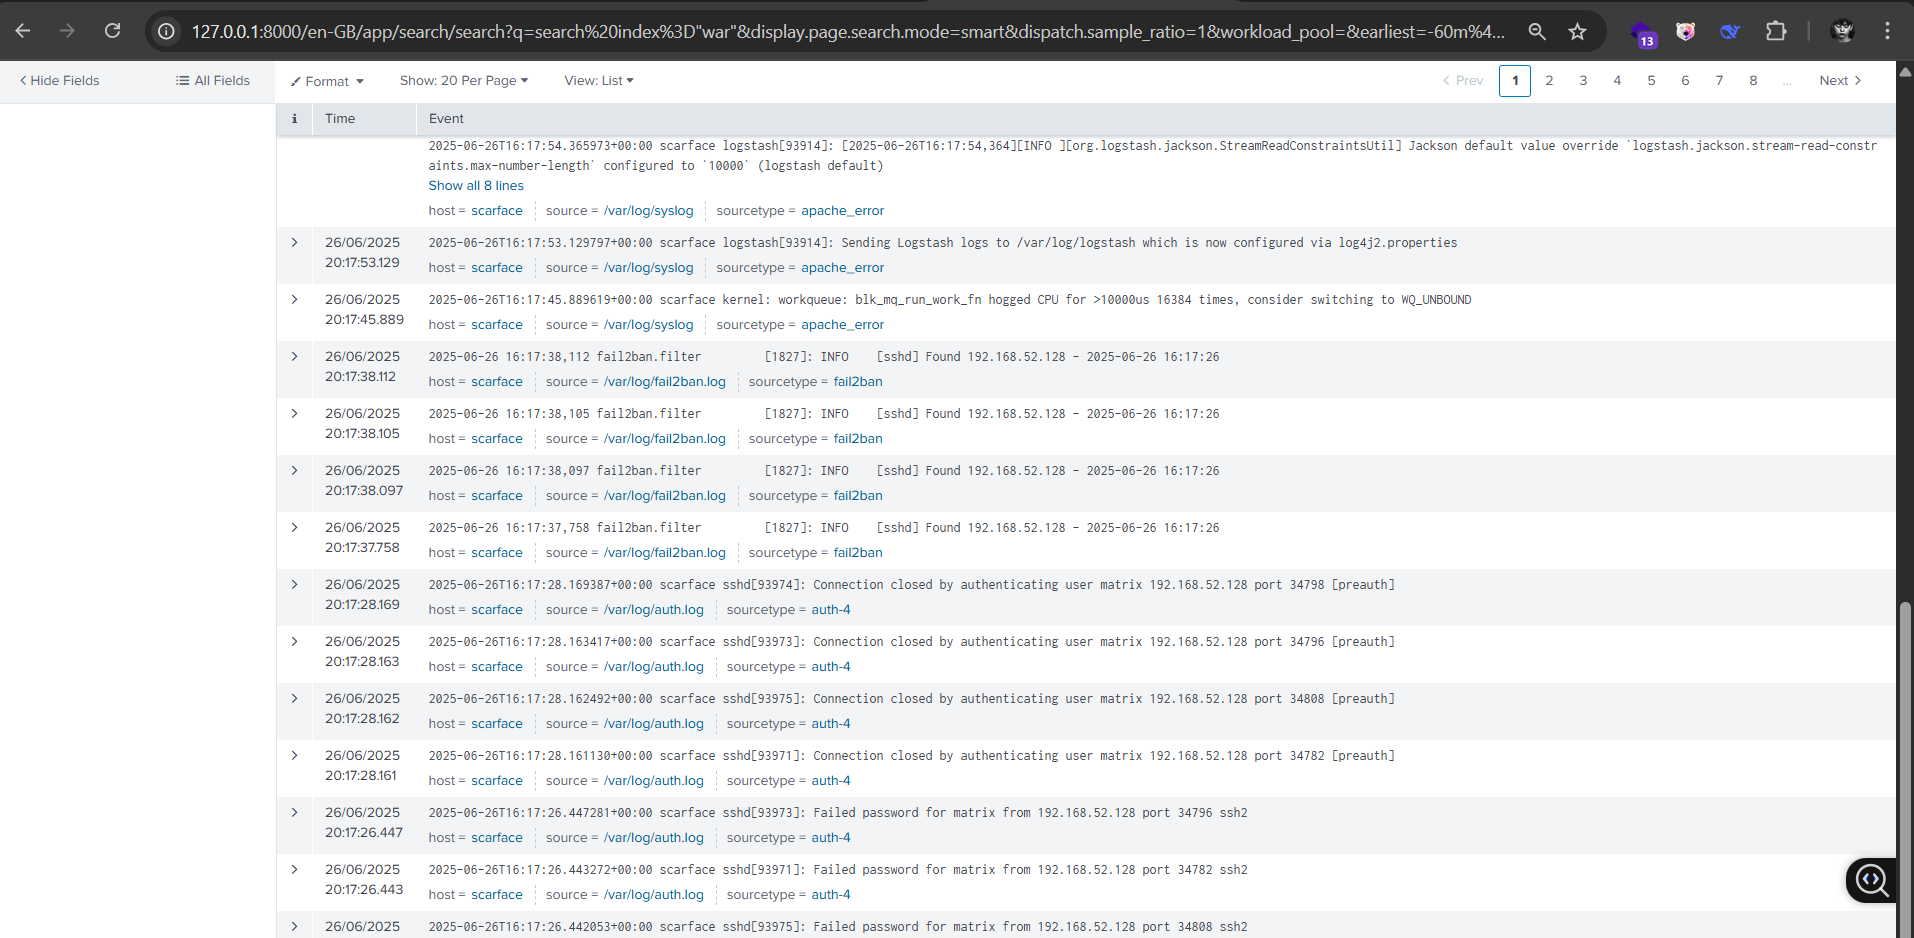 127.0.0.1:8000/en-GB/app/search/search?q=search%20index%3D"war"&display.page.search.mode=smart&dispatch.sample_ratio=1&workload_pool=&earliest=-60m%4...
13
Hide Fields
All Fields
Format
Show: 20 Per Page
View: List
Prev
1
2
3
4
5
6
7
8
...
Next
i
Time
Event
2025-06-26T16:17:54.365973+00:00 scarface logstash[93914]: [2025-06-26T16:17:54,364][INFO ][org.logstash.jackson.StreamReadConstraintsUtil] Jackson default value override `logstash.jackson.stream-read-constr
aints.max-number-length` configured to `10000` (logstash default)
Show all 8 lines
host = scarface source = /var/log/syslog sourcetype = apache_error
26/06/2025
20:17:53.129
2025-06-26T16:17:53.129797+00:00 scarface logstash[93914]: Sending Logstash logs to /var/log/logstash which is now configured via log4j2.properties
host = scarface source = /var/log/syslog sourcetype = apache_error
26/06/2025
20:17:45.889
2025-06-26T16:17:45.889619+00:00 scarface kernel: workqueue: blk_mq_run_work_fn hogged CPU for >10000us 16384 times, consider switching to WQ_UNBOUND
host = scarface source = /var/log/syslog sourcetype = apache_error
26/06/2025
20:17:38.112
2025-06-26 16:17:38,112 fail2ban.filter [1827]: INFO [sshd] Found 192.168.52.128 - 2025-06-26 16:17:26
host = scarface source = /var/log/fail2ban.log sourcetype = fail2ban
26/06/2025
20:17:38.105
2025-06-26 16:17:38,105 fail2ban.filter [1827]: INFO [sshd] Found 192.168.52.128 - 2025-06-26 16:17:26
host = scarface source = /var/log/fail2ban.log sourcetype = fail2ban
26/06/2025
20:17:38.097
2025-06-26 16:17:38,097 fail2ban.filter [1827]: INFO [sshd] Found 192.168.52.128 - 2025-06-26 16:17:26
host = scarface source = /var/log/fail2ban.log sourcetype = fail2ban
26/06/2025
20:17:37.758
2025-06-26 16:17:37,758 fail2ban.filter [1827]: INFO [sshd] Found 192.168.52.128 - 2025-06-26 16:17:26
host = scarface source = /var/log/fail2ban.log sourcetype = fail2ban
26/06/2025
20:17:28.169
2025-06-26T16:17:28.169387+00:00 scarface sshd[93974]: Connection closed by authenticating user matrix 192.168.52.128 port 34798 [preauth]
host = scarface source = /var/log/auth.log sourcetype = auth-4
26/06/2025
20:17:28.163
2025-06-26T16:17:28.163417+00:00 scarface sshd[93973]: Connection closed by authenticating user matrix 192.168.52.128 port 34796 [preauth]
host = scarface source = /var/log/auth.log sourcetype = auth-4
26/06/2025
20:17:28.162
2025-06-26T16:17:28.162492+00:00 scarface sshd[93975]: Connection closed by authenticating user matrix 192.168.52.128 port 34808 [preauth]
host = scarface source = /var/log/auth.log sourcetype = auth-4
26/06/2025
20:17:28.161
2025-06-26T16:17:28.161130+00:00 scarface sshd[93971]: Connection closed by authenticating user matrix 192.168.52.128 port 34782 [preauth]
host = scarface source = /var/log/auth.log sourcetype = auth-4
26/06/2025
20:17:26.447
2025-06-26T16:17:26.447281+00:00 scarface sshd[93973]: Failed password for matrix from 192.168.52.128 port 34796 ssh2
host = scarface source = /var/log/auth.log sourcetype = auth-4
26/06/2025
20:17:26.443
2025-06-26T16:17:26.443272+00:00 scarface sshd[93971]: Failed password for matrix from 192.168.52.128 port 34782 ssh2
host = scarface source = /var/log/auth.log sourcetype = auth-4
26/06/2025
2025-06-26T16:17:26.442053+00:00 scarface sshd[93975]: Failed password for matrix from 192.168.52.128 port 34808 ssh2